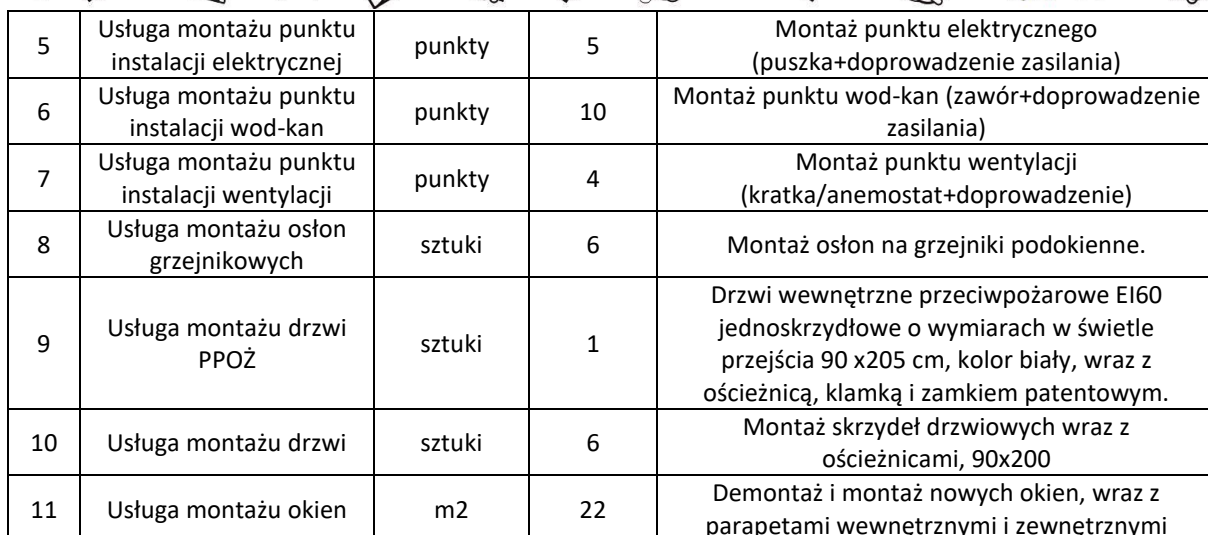 5
Usługa montażu punktu
instalacji elektrycznej
punkty
5
Montaż punktu elektrycznego
(puszka+doprowadzenie zasilania)
6
Usługa montażu punktu
instalacji wod-kan
punkty
10
Montaż punktu wod-kan (zawór+doprowadzenie
zasilania)
7
Usługa montażu punktu
instalacji wentylacji
punkty
4
Montaż punktu wentylacji
(kratka/anemostat+doprowadzenie)
8
Usługa montażu osłon
grzejnikowych
sztuki
6
Montaż osłon na grzejniki podokienne.
9
Usługa montażu drzwi
PPOŻ
sztuki
1
Drzwi wewnętrzne przeciwpożarowe EI60
jednoskrzydłowe o wymiarach w świetle
przejścia 90 x205 cm, kolor biały, wraz z
ościeżnicą, klamką i zamkiem patentowym.
10
Usługa montażu drzwi
sztuki
6
Montaż skrzydeł drzwiowych wraz z
ościeżnicami, 90x200
11
Usługa montażu okien
m2
22
Demontaż i montaż nowych okien, wraz z
parapetami wewnętrznymi i zewnętrznymi